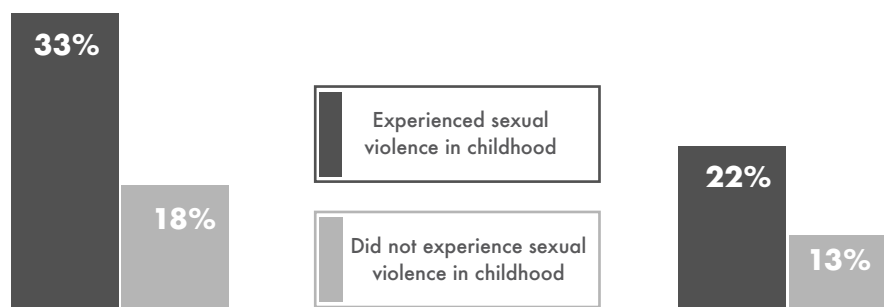 33%
18%
Experienced sexual
violence in childhood
Did not experience sexual
violence in childhood
22%
13%